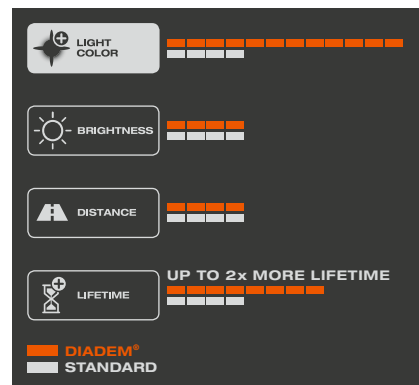 LIGHT
COLOR
BRIGHTNESS
DISTANCE
UP TO 2x MORE LIFETIME
LIFETIME
DIADEM®
STANDARD